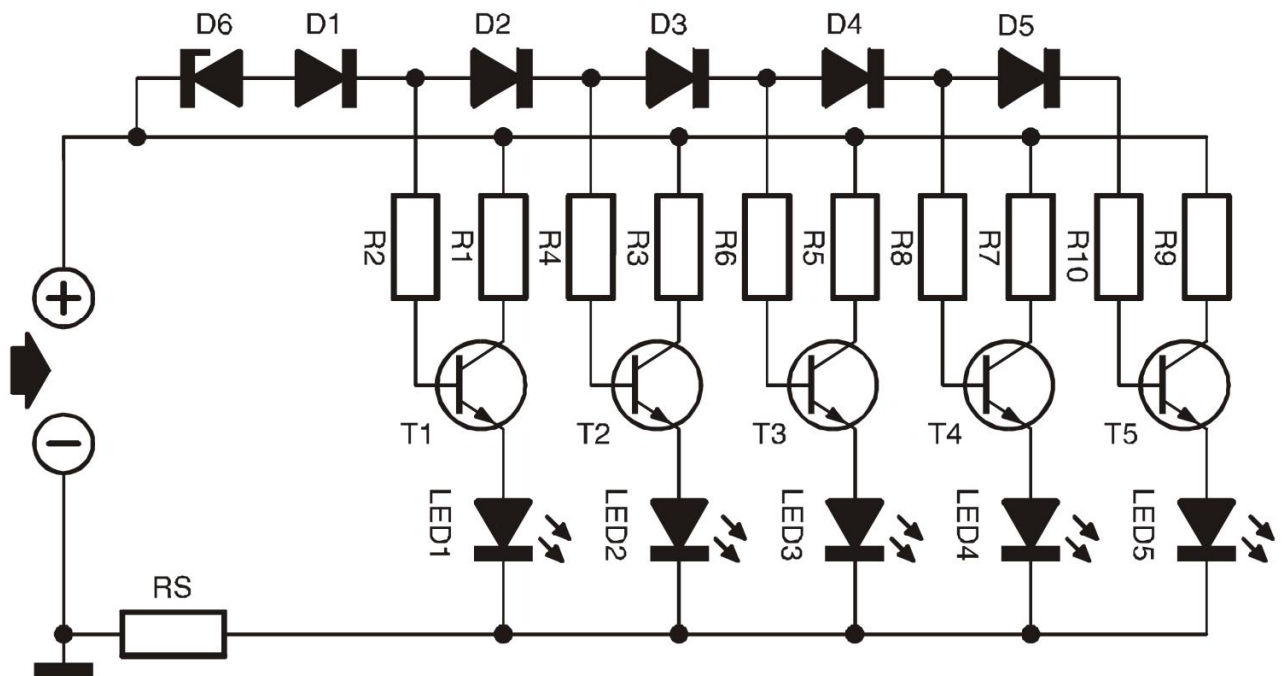 D6 D1 D2 D3 D4 D5
R2 R1 R4 R3 R6 R5 R8 R7 R10 R9
+
−
T1 T2 T3 T4 T5
LED1 LED2 LED3 LED4 LED5
RS